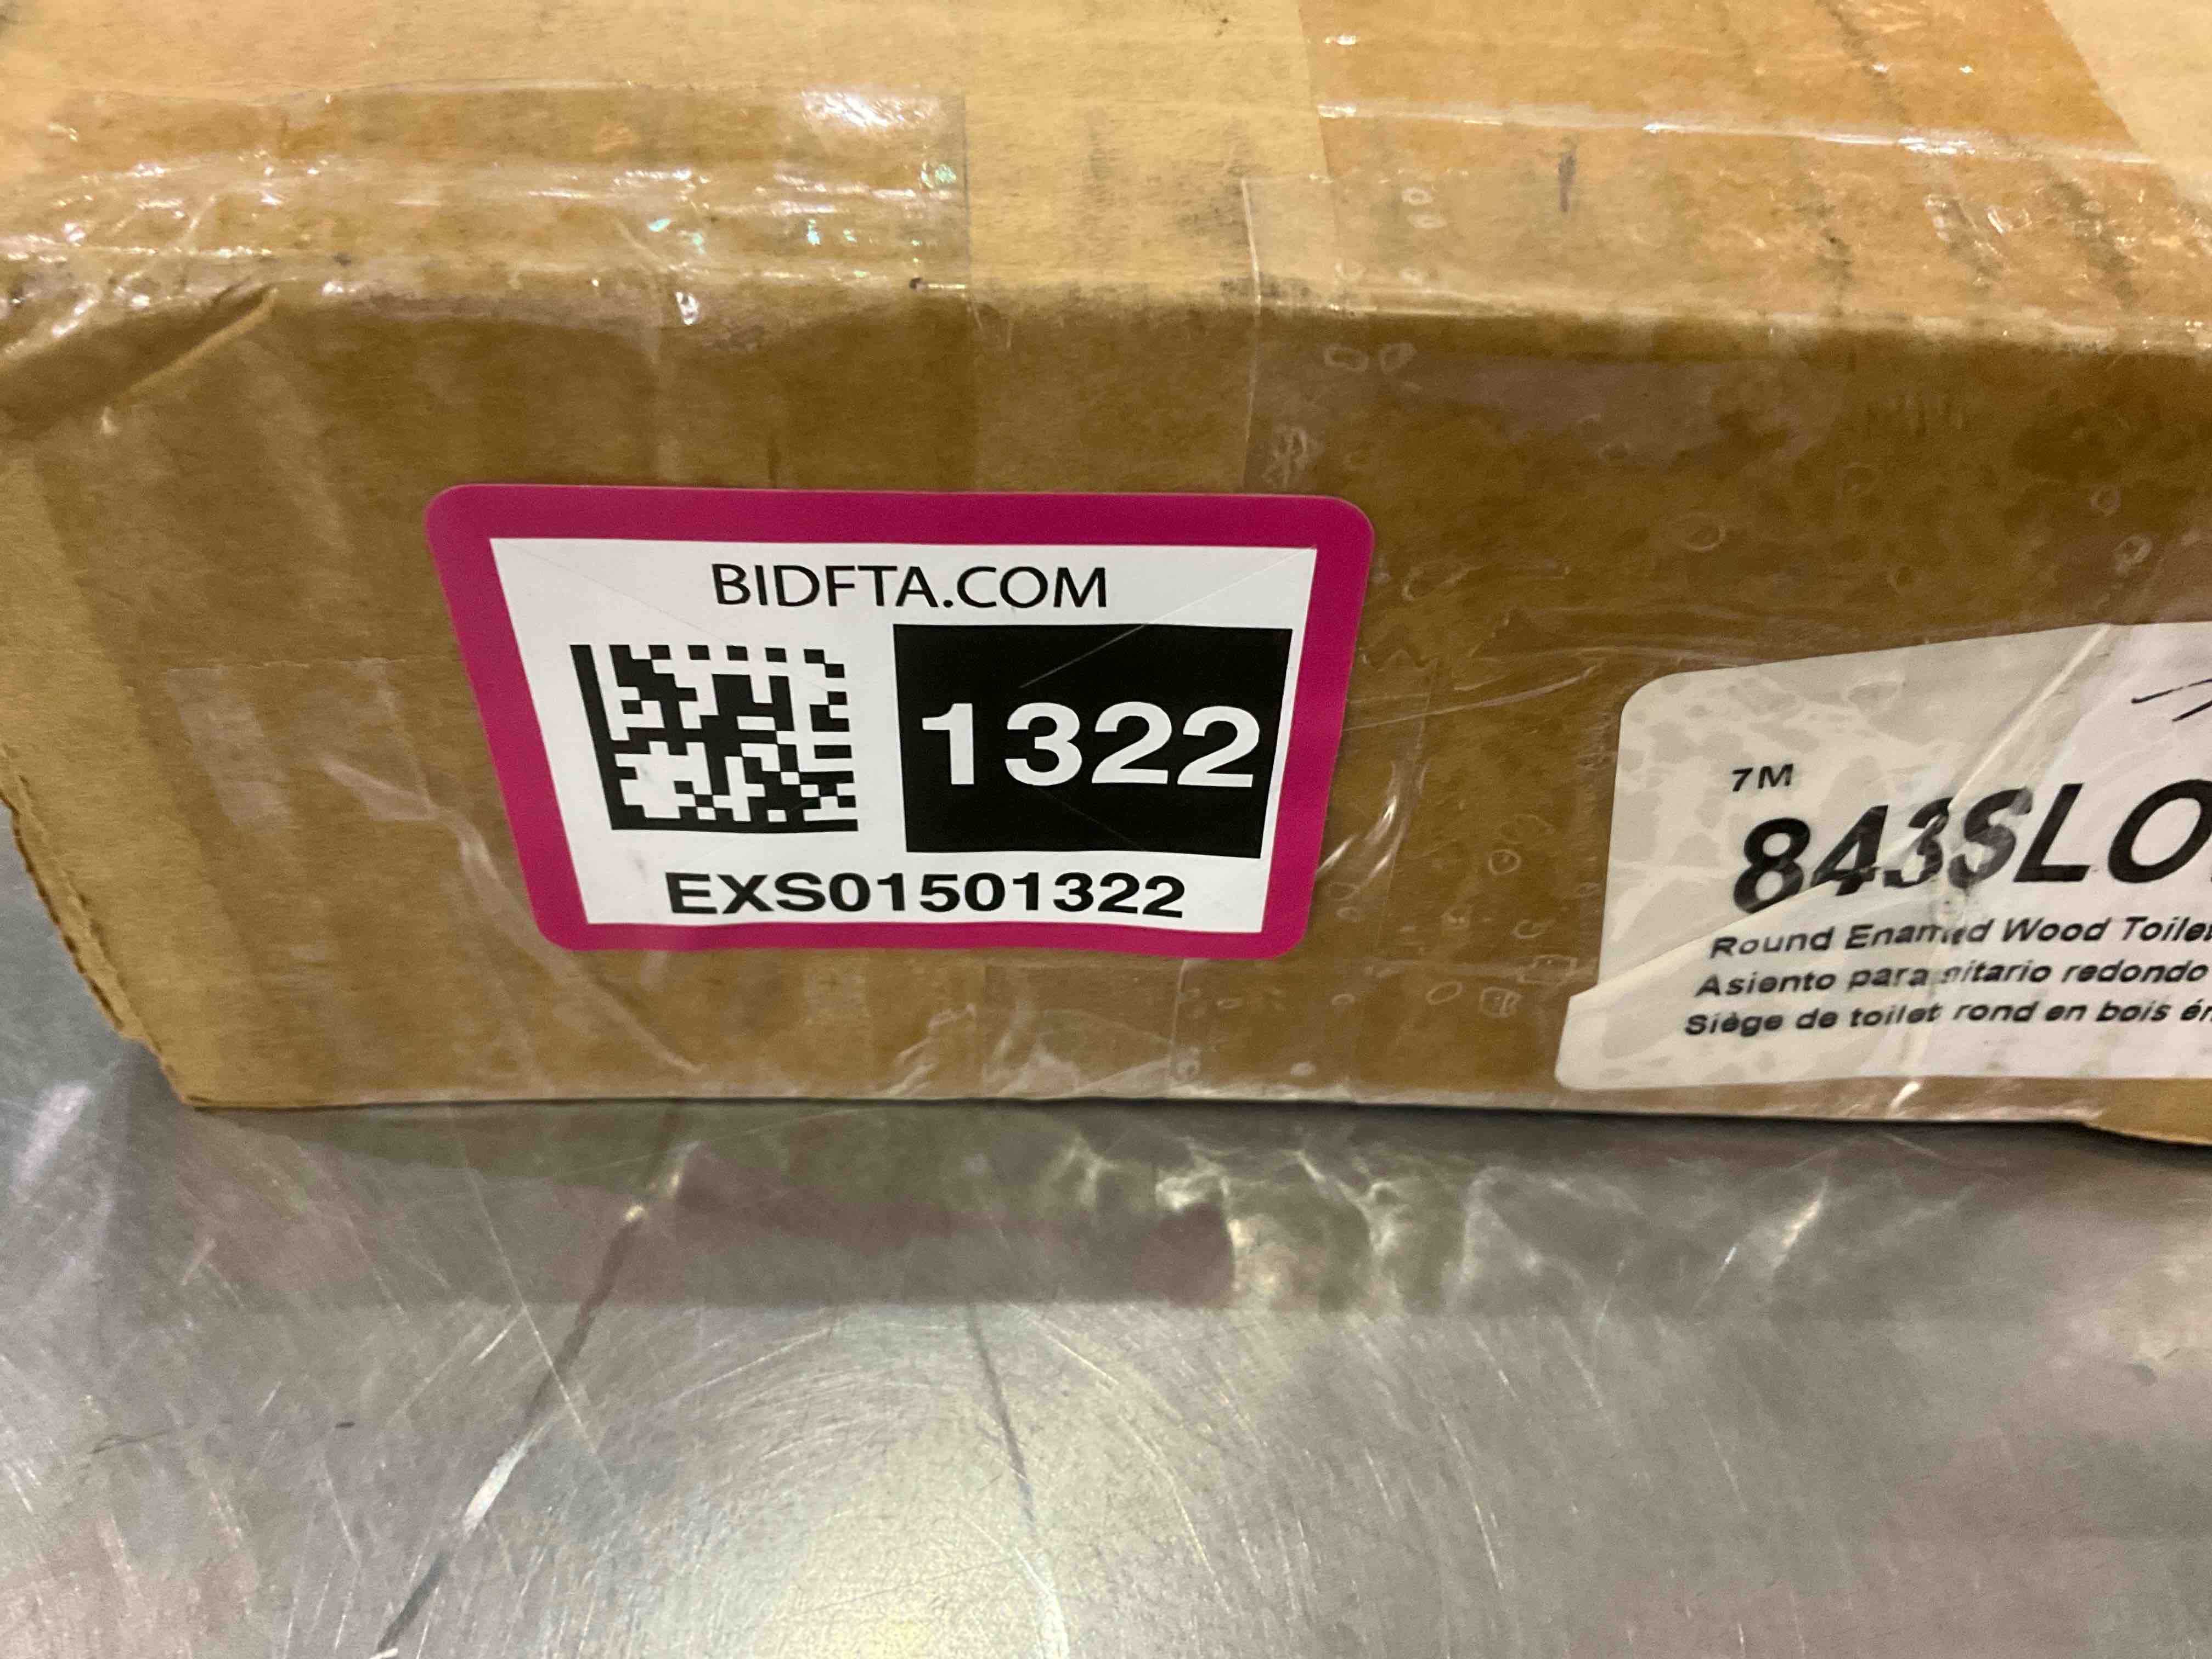 BIDFTA.COM
1322
EXS01501322
7M
843SLO
Round Enameled Wood Toilet
Asiento para sanitario redondo
Siège de toilet rond en bois